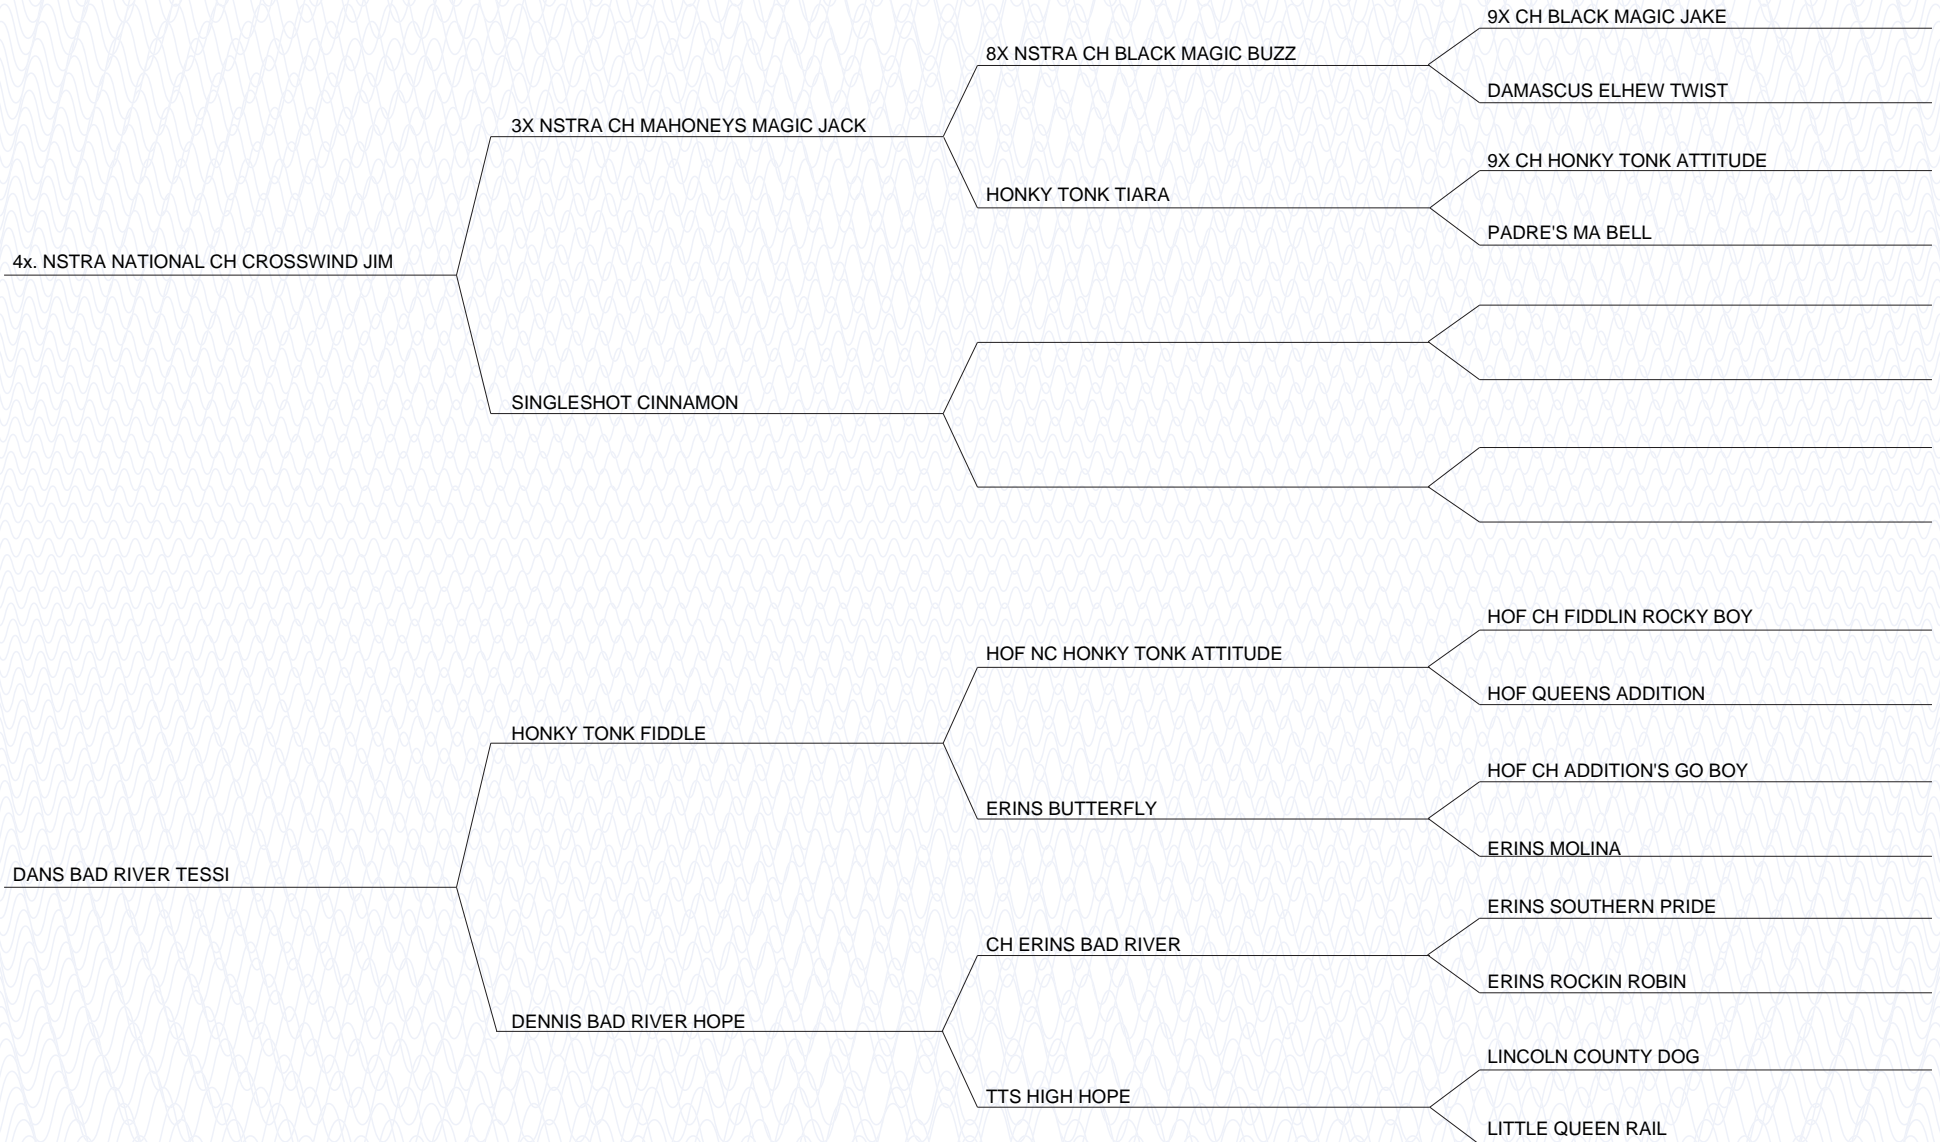 9X CH BLACK MAGIC JAKE
8X NSTRA CH BLACK MAGIC BUZZ
DAMASCUS ELHEW TWIST
3X NSTRA CH MAHONEYS MAGIC JACK
9X CH HONKY TONK ATTITUDE
HONKY TONK TIARA
PADRE'S MA BELL
4x. NSTRA NATIONAL CH CROSSWIND JIM
SINGLESHOT CINNAMON
HOF CH FIDDLIN ROCKY BOY
HOF NC HONKY TONK ATTITUDE
HOF QUEENS ADDITION
HONKY TONK FIDDLE
HOF CH ADDITION'S GO BOY
ERINS BUTTERFLY
ERINS MOLINA
DANS BAD RIVER TESSI
ERINS SOUTHERN PRIDE
CH ERINS BAD RIVER
ERINS ROCKIN ROBIN
DENNIS BAD RIVER HOPE
LINCOLN COUNTY DOG
TTS HIGH HOPE
LITTLE QUEEN RAIL